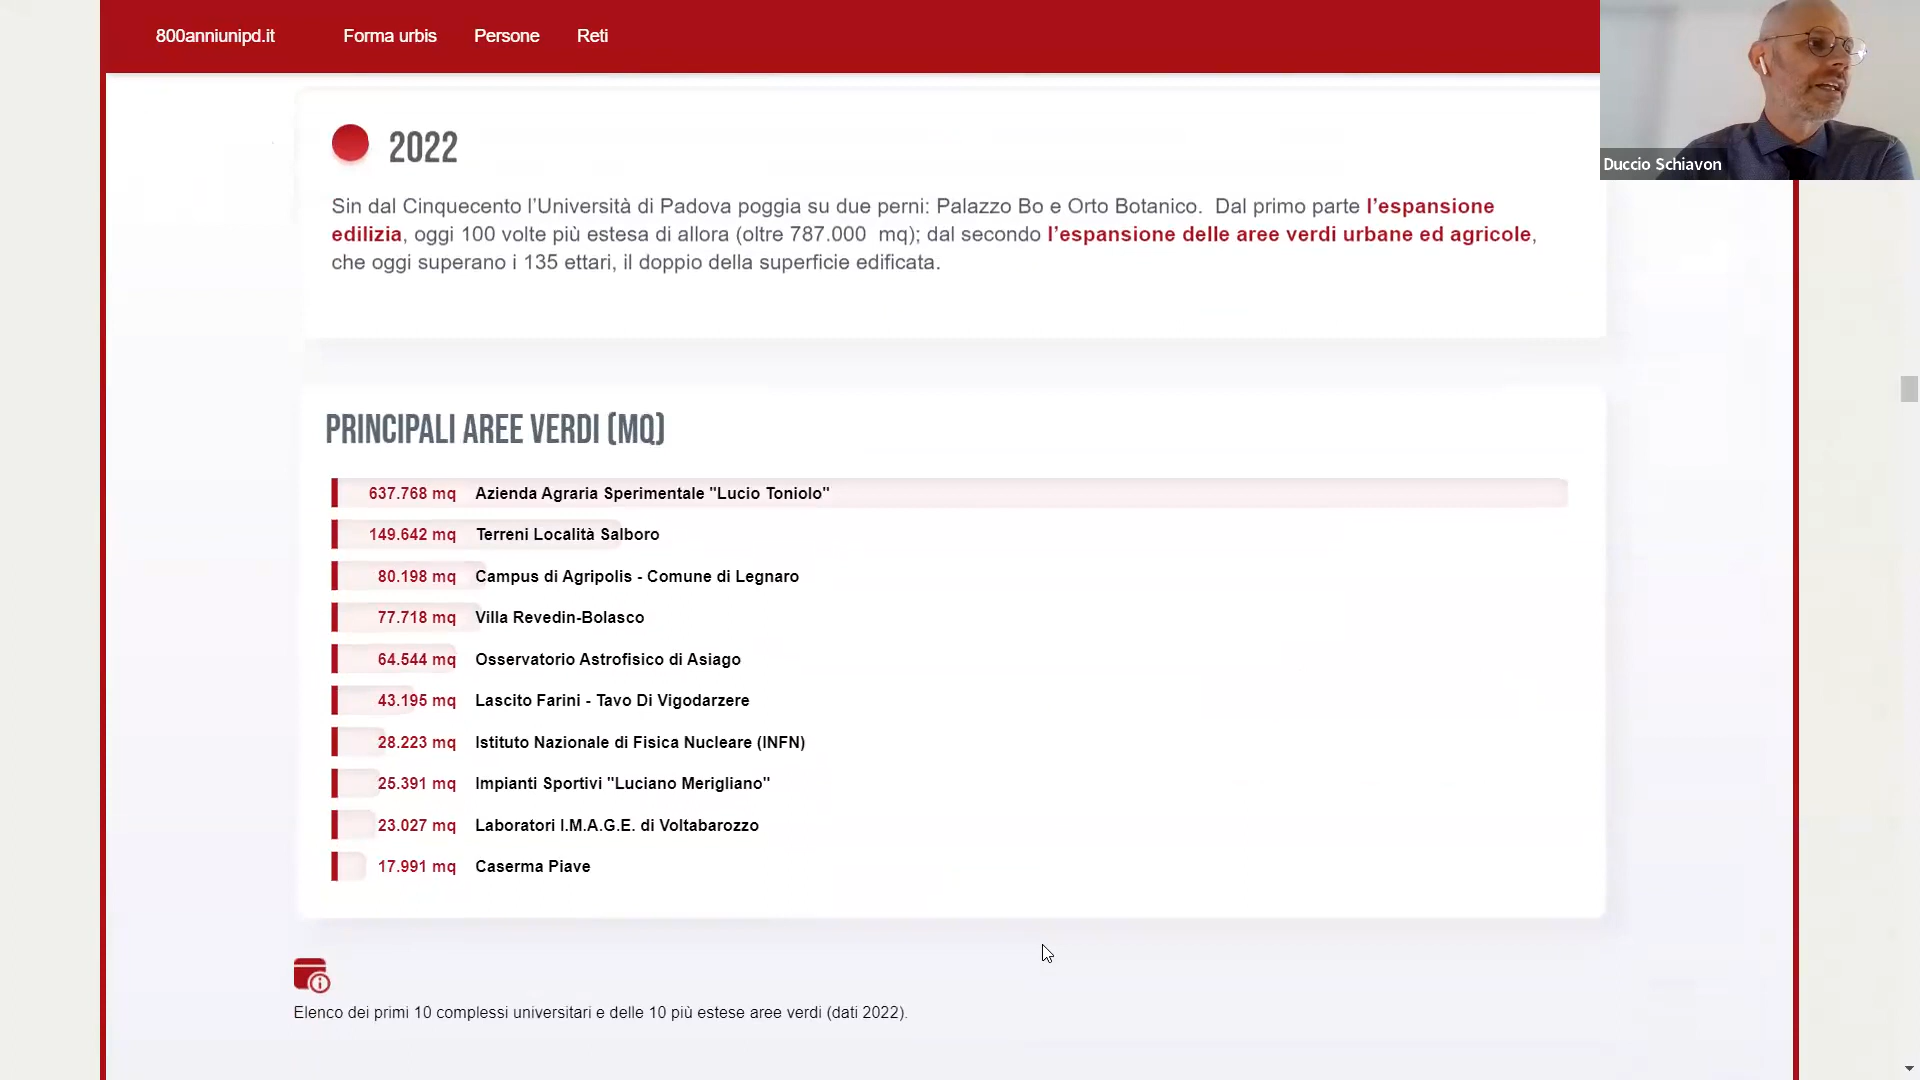 800anniunipd.it Forma urbis Persone Reti
Duccio Schiavon
2022
Sin dal Cinquecento l'Università di Padova poggia su due perni: Palazzo Bo e Orto Botanico. Dal primo parte l'espansione
edilizia, oggi 100 volte più estesa di allora (oltre 787.000 mq); dal secondo l'espansione delle aree verdi urbane ed agricole,
che oggi superano i 135 ettari, il doppio della superficie edificata.
PRINCIPALI AREE VERDI (MQ)
637.768 mq Azienda Agraria Sperimentale "Lucio Toniolo"
149.642 mq Terreni Località Salboro
80.198 mq Campus di Agripolis - Comune di Legnaro
77.718 mq Villa Revedin-Bolasco
64.544 mq Osservatorio Astrofisico di Asiago
43.195 mq Lascito Farini - Tavo Di Vigodarzere
28.223 mq Istituto Nazionale di Fisica Nucleare (INFN)
25.391 mq Impianti Sportivi "Luciano Merigliano"
23.027 mq Laboratori I.M.A.G.E. di Voltabarozzo
17.991 mq Caserma Piave
Elenco dei primi 10 complessi universitari e delle 10 più estese aree verdi (dati 2022).